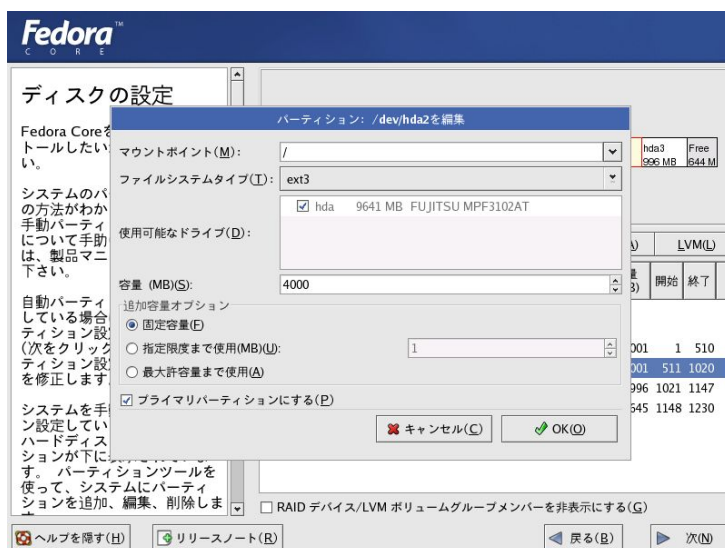 Fedora™
CORE
ディスクの設定
Fedora Coreを
トールしたい
い。
システムのパ
の方法がわか
手動パーティ
について手助
は、製品マニ
下さい。
自動パーティ
している場合
ティション設
(次をクリック
ティション設
を修正します
システムを手
ン設定してい
ハードディス
ションが下に
す。 パーティションツールを
使って、システムにパーティ
ションを追加、編集、削除しま
パーティション: /dev/hda2を編集
マウントポイント(M): /
ファイルシステムタイプ(T): ext3
使用可能なドライブ(D): hda 9641 MB FUJITSU MPF3102AT
容量 (MB)(S): 4000
追加容量オプション
固定容量(F)
指定限度まで使用(MB)(U): 1
最大許容量まで使用(A)
プライマリパーティションにする(P)
キャンセル(C) OK(O)
hda3 Free
996 MB 644 M
LVM(L)
開始 終了
001 1 510
001 511 1020
996 1021 1147
645 1148 1230
RAID デバイス/LVM ボリュームグループメンバーを非表示にする(G)
ヘルプを隠す(H) リリースノート(R) 戻る(B) 次(N)